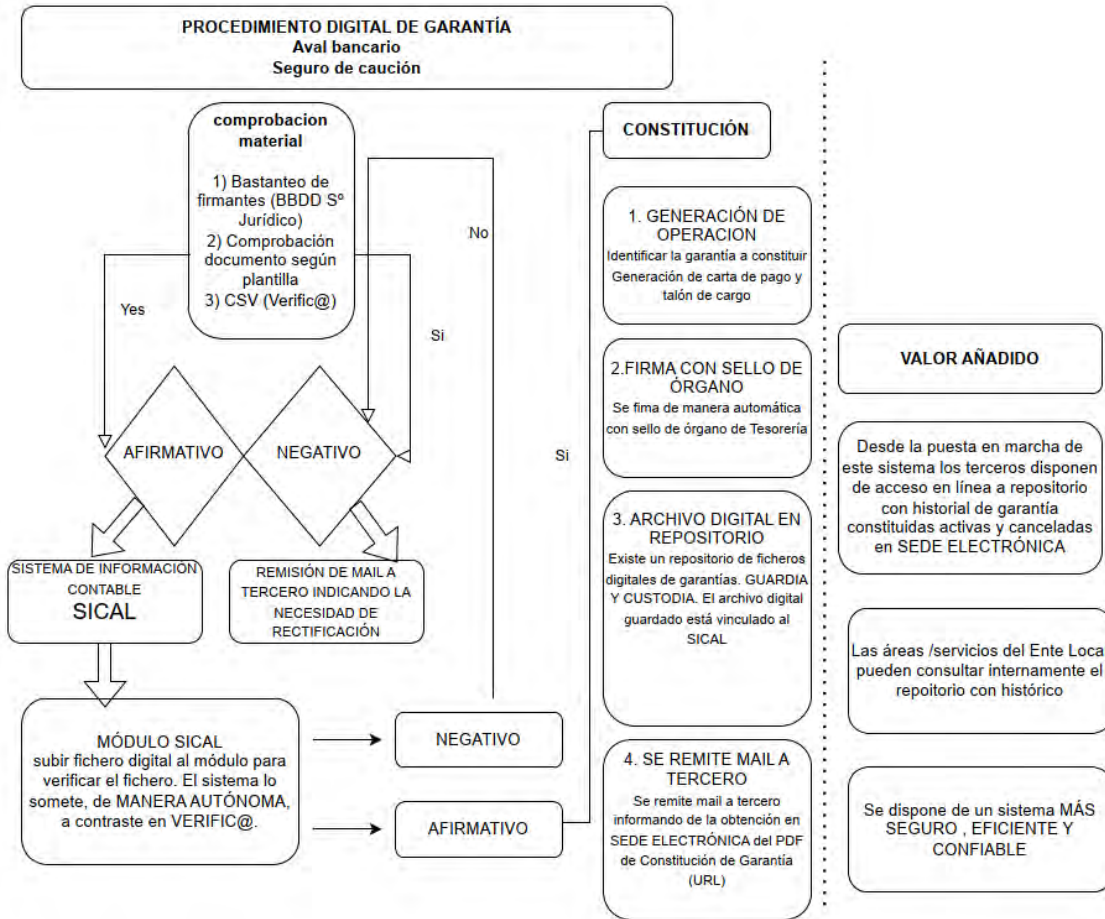 PROCEDIMIENTO DIGITAL DE GARANTÍA
Aval bancario
Seguro de caución
comprobacion
material
1) Bastanteo de
firmantes (BBDD Sº
Jurídico)
2) Comprobación
documento según
plantilla
3) CSV (Verific@)
Yes
No
Si
AFIRMATIVO
NEGATIVO
SISTEMA DE INFORMACIÓN
CONTABLE
SICAL
REMISIÓN DE MAIL A
TERCERO INDICANDO LA
NECESIDAD DE
RECTIFICACIÓN
MÓDULO SICAL
subir fichero digital al módulo para
verificar el fichero. El sistema lo
somete, de MANERA AUTÓNOMA,
a contraste en VERIFIC@.
NEGATIVO
AFIRMATIVO
Si
CONSTITUCIÓN
1. GENERACIÓN DE
OPERACION
Identificar la garantía a constituir
Generación de carta de pago y
talón de cargo
2.FIRMA CON SELLO DE
ÓRGANO
Se fima de manera automática
con sello de órgano de Tesorería
3. ARCHIVO DIGITAL EN
REPOSITORIO
Existe un repositorio de ficheros
digitales de garantías. GUARDIA
Y CUSTODIA. El archivo digital
guardado está vinculado al
SICAL
4. SE REMITE MAIL A
TERCERO
Se remite mail a tercero
informando de la obtención en
SEDE ELECTRÓNICA del PDF
de Constitución de Garantía
(URL)
VALOR AÑADIDO
Desde la puesta en marcha de
este sistema los terceros disponen
de acceso en línea a repositorio
con historial de garantía
constituidas activas y canceladas
en SEDE ELECTRÓNICA
Las áreas /servicios del Ente Loca
pueden consultar internamente el
repoitorio con histórico
Se dispone de un sistema MÁS
SEGURO , EFICIENTE Y
CONFIABLE